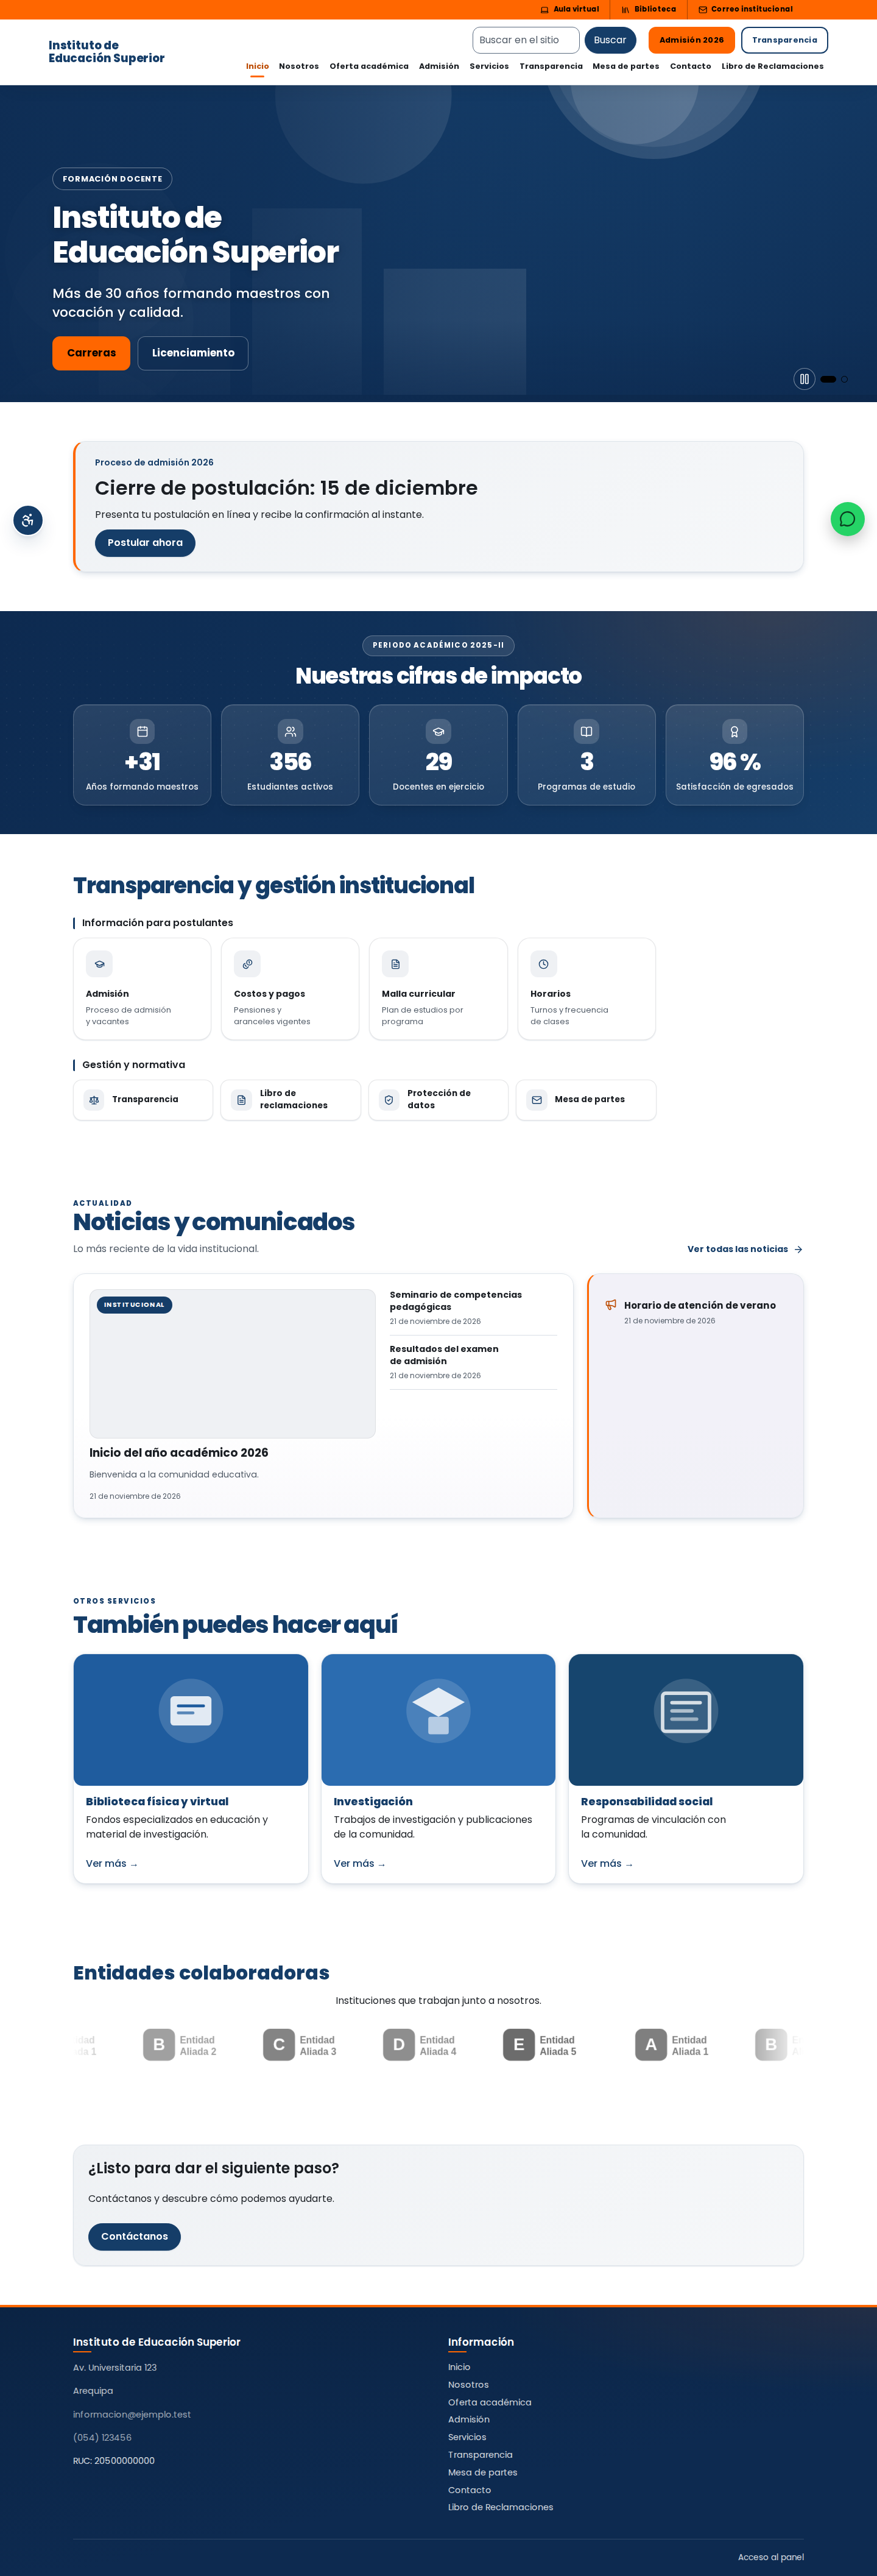 Aula virtual
Biblioteca
Correo institucional
Instituto de
Educación Superior
Buscar en el sitio
Buscar
Admisión 2026
Transparencia
Inicio
Nosotros
Oferta académica
Admisión
Servicios
Transparencia
Mesa de partes
Contacto
Libro de Reclamaciones
FORMACIÓN DOCENTE
Instituto de
Educación Superior
Más de 30 años formando maestros con
vocación y calidad.
Carreras
Licenciamiento
Proceso de admisión 2026
Cierre de postulación: 15 de diciembre
Presenta tu postulación en línea y recibe la confirmación al instante.
Postular ahora
PERIODO ACADÉMICO 2025-II
Nuestras cifras de impacto
+31
Años formando maestros
356
Estudiantes activos
29
Docentes en ejercicio
3
Programas de estudio
96 %
Satisfacción de egresados
Transparencia y gestión institucional
Información para postulantes
Admisión
Proceso de admisión
y vacantes
Costos y pagos
Pensiones y
aranceles vigentes
Malla curricular
Plan de estudios por
programa
Horarios
Turnos y frecuencia
de clases
Gestión y normativa
Transparencia
Libro de
reclamaciones
Protección de
datos
Mesa de partes
ACTUALIDAD
Noticias y comunicados
Lo más reciente de la vida institucional.
Ver todas las noticias →
INSTITUCIONAL
Inicio del año académico 2026
Bienvenida a la comunidad educativa.
21 de noviembre de 2026
Seminario de competencias
pedagógicas
21 de noviembre de 2026
Resultados del examen
de admisión
21 de noviembre de 2026
Horario de atención de verano
21 de noviembre de 2026
OTROS SERVICIOS
También puedes hacer aquí
Biblioteca física y virtual
Fondos especializados en educación y
material de investigación.
Ver más →
Investigación
Trabajos de investigación y publicaciones
de la comunidad.
Ver más →
Responsabilidad social
Programas de vinculación con
la comunidad.
Ver más →
Entidades colaboradoras
Instituciones que trabajan junto a nosotros.
B
Entidad
Aliada 2
C
Entidad
Aliada 3
D
Entidad
Aliada 4
E
Entidad
Aliada 5
A
Entidad
Aliada 1
B
¿Listo para dar el siguiente paso?
Contáctanos y descubre cómo podemos ayudarte.
Contáctanos
Instituto de Educación Superior
Av. Universitaria 123
Arequipa
informacion@ejemplo.test
(054) 123456
RUC: 20500000000
Información
Inicio
Nosotros
Oferta académica
Admisión
Servicios
Transparencia
Mesa de partes
Contacto
Libro de Reclamaciones
Acceso al panel